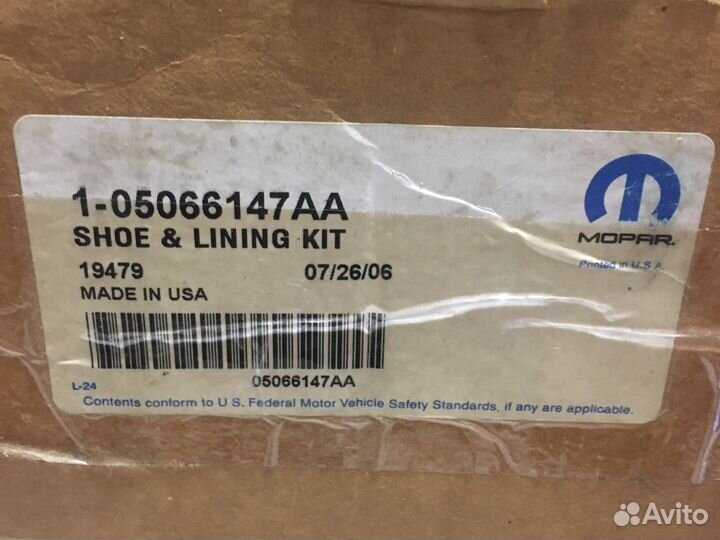 1-05066147AA
SHOE & LINING KIT
MOPAR
19479 07/26/06
Printed in U.S.A.
MADE IN USA
05066147AA
L-24
Contents conform to U.S. Federal Motor Vehicle Safety Standards, if any are applicable.
Avito